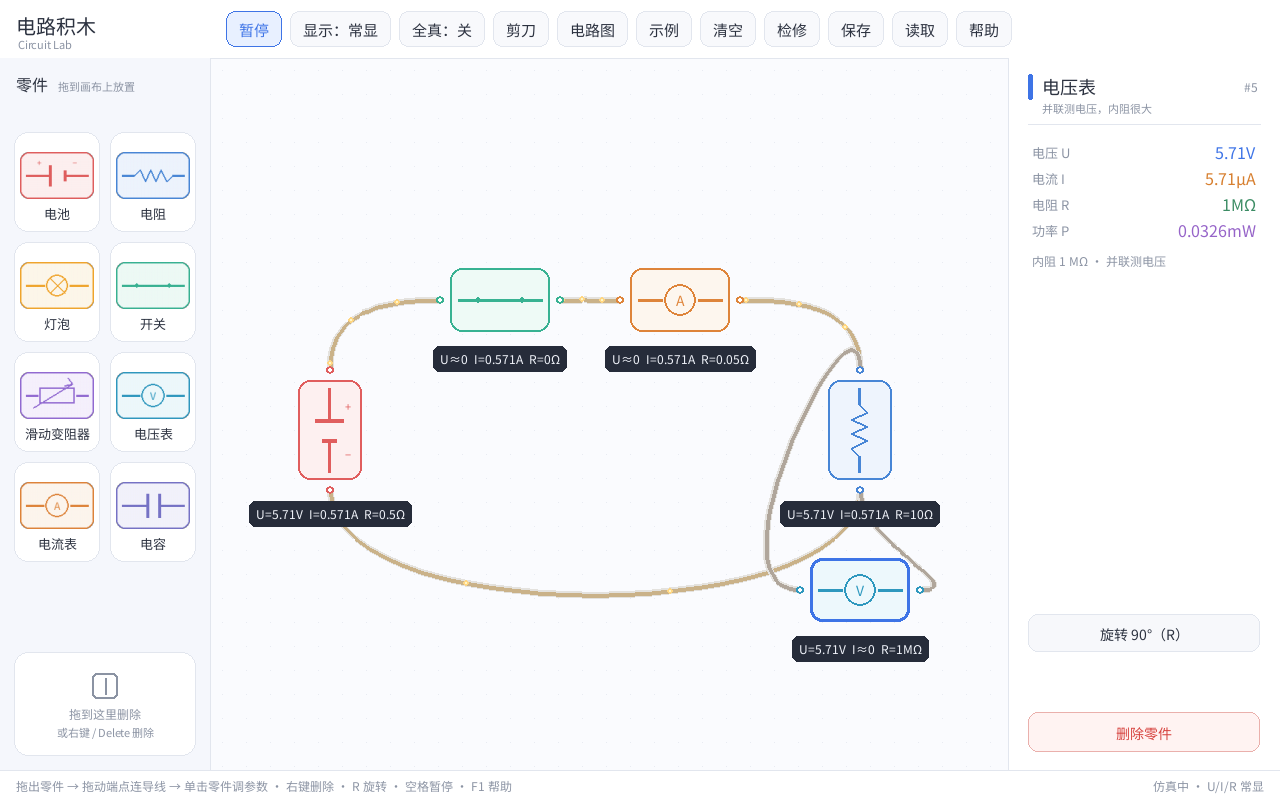 电路积木
Circuit Lab
暂停
显示：常显
全真：关
剪刀
电路图
示例
清空
检修
保存
读取
帮助
零件
拖到画布上放置
电池
电阻
灯泡
开关
滑动变阻器
V
电压表
A
电流表
电容
拖到这里删除
或右键 / Delete 删除
A
U≈0 I=0.571A R=0Ω
U≈0 I=0.571A R=0.05Ω
+
−
U=5.71V I=0.571A R=0.5Ω
U=5.71V I=0.571A R=10Ω
V
U=5.71V I≈0 R=1MΩ
电压表
#5
并联测电压，内阻很大
电压 U
5.71V
电流 I
5.71μA
电阻 R
1MΩ
功率 P
0.0326mW
内阻 1 MΩ · 并联测电压
旋转 90°（R）
删除零件
拖出零件 → 拖动端点连导线 → 单击零件调参数 · 右键删除 · R 旋转 · 空格暂停 · F1 帮助
仿真中 · U/I/R 常显